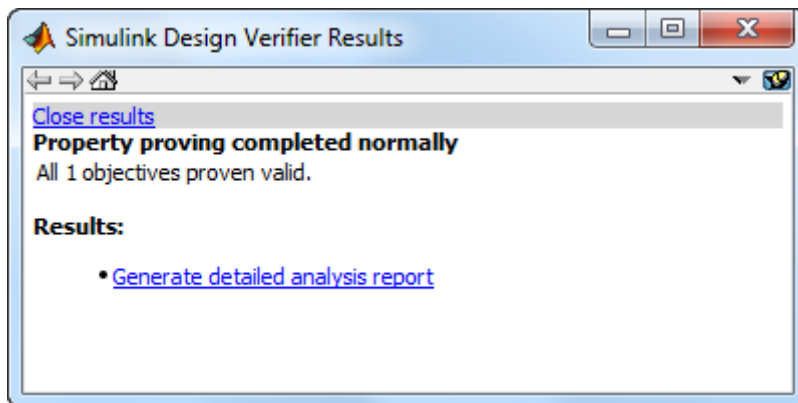 Simulink Design Verifier Results
Close results
Property proving completed normally
All 1 objectives proven valid.
Results:
• Generate detailed analysis report